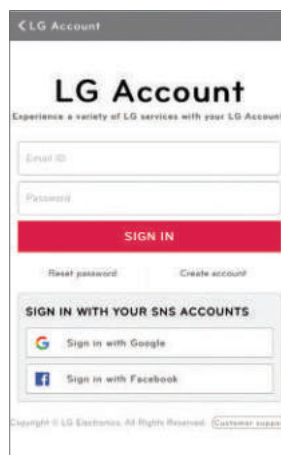 LG Account
LG Account
Experience a variety of LG services with your LG Account
Email ID
Password
SIGN IN
Reset password
Create account
SIGN IN WITH YOUR SNS ACCOUNTS
Sign in with Google
Sign in with Facebook
Copyright © LG Electronics. All Rights Reserved. Customer suppo